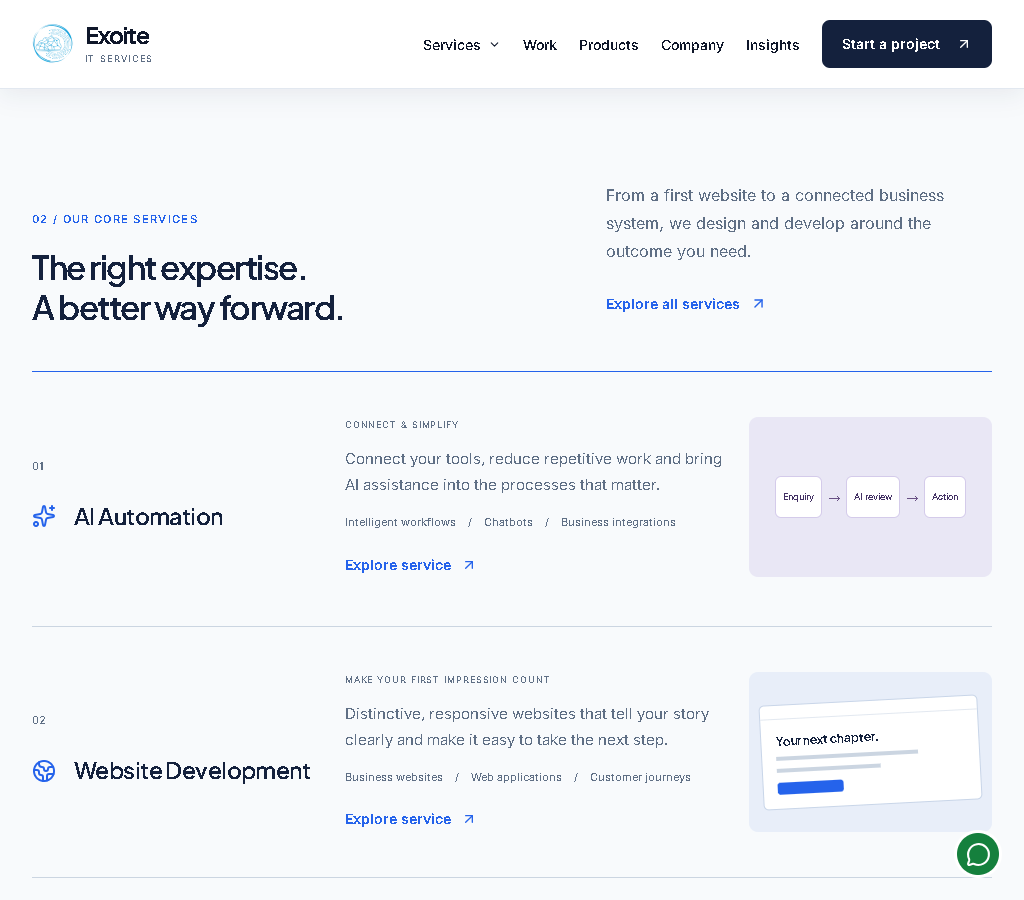 Exoite
IT SERVICES
Services
Work
Products
Company
Insights
Start a project
02 / OUR CORE SERVICES
The right expertise.
A better way forward.
From a first website to a connected business
system, we design and develop around the
outcome you need.
Explore all services
01
AI Automation
CONNECT & SIMPLIFY
Connect your tools, reduce repetitive work and bring
AI assistance into the processes that matter.
Intelligent workflows / Chatbots / Business integrations
Explore service
Enquiry → AI review → Action
02
Website Development
MAKE YOUR FIRST IMPRESSION COUNT
Distinctive, responsive websites that tell your story
clearly and make it easy to take the next step.
Business websites / Web applications / Customer journeys
Explore service
Your next chapter.